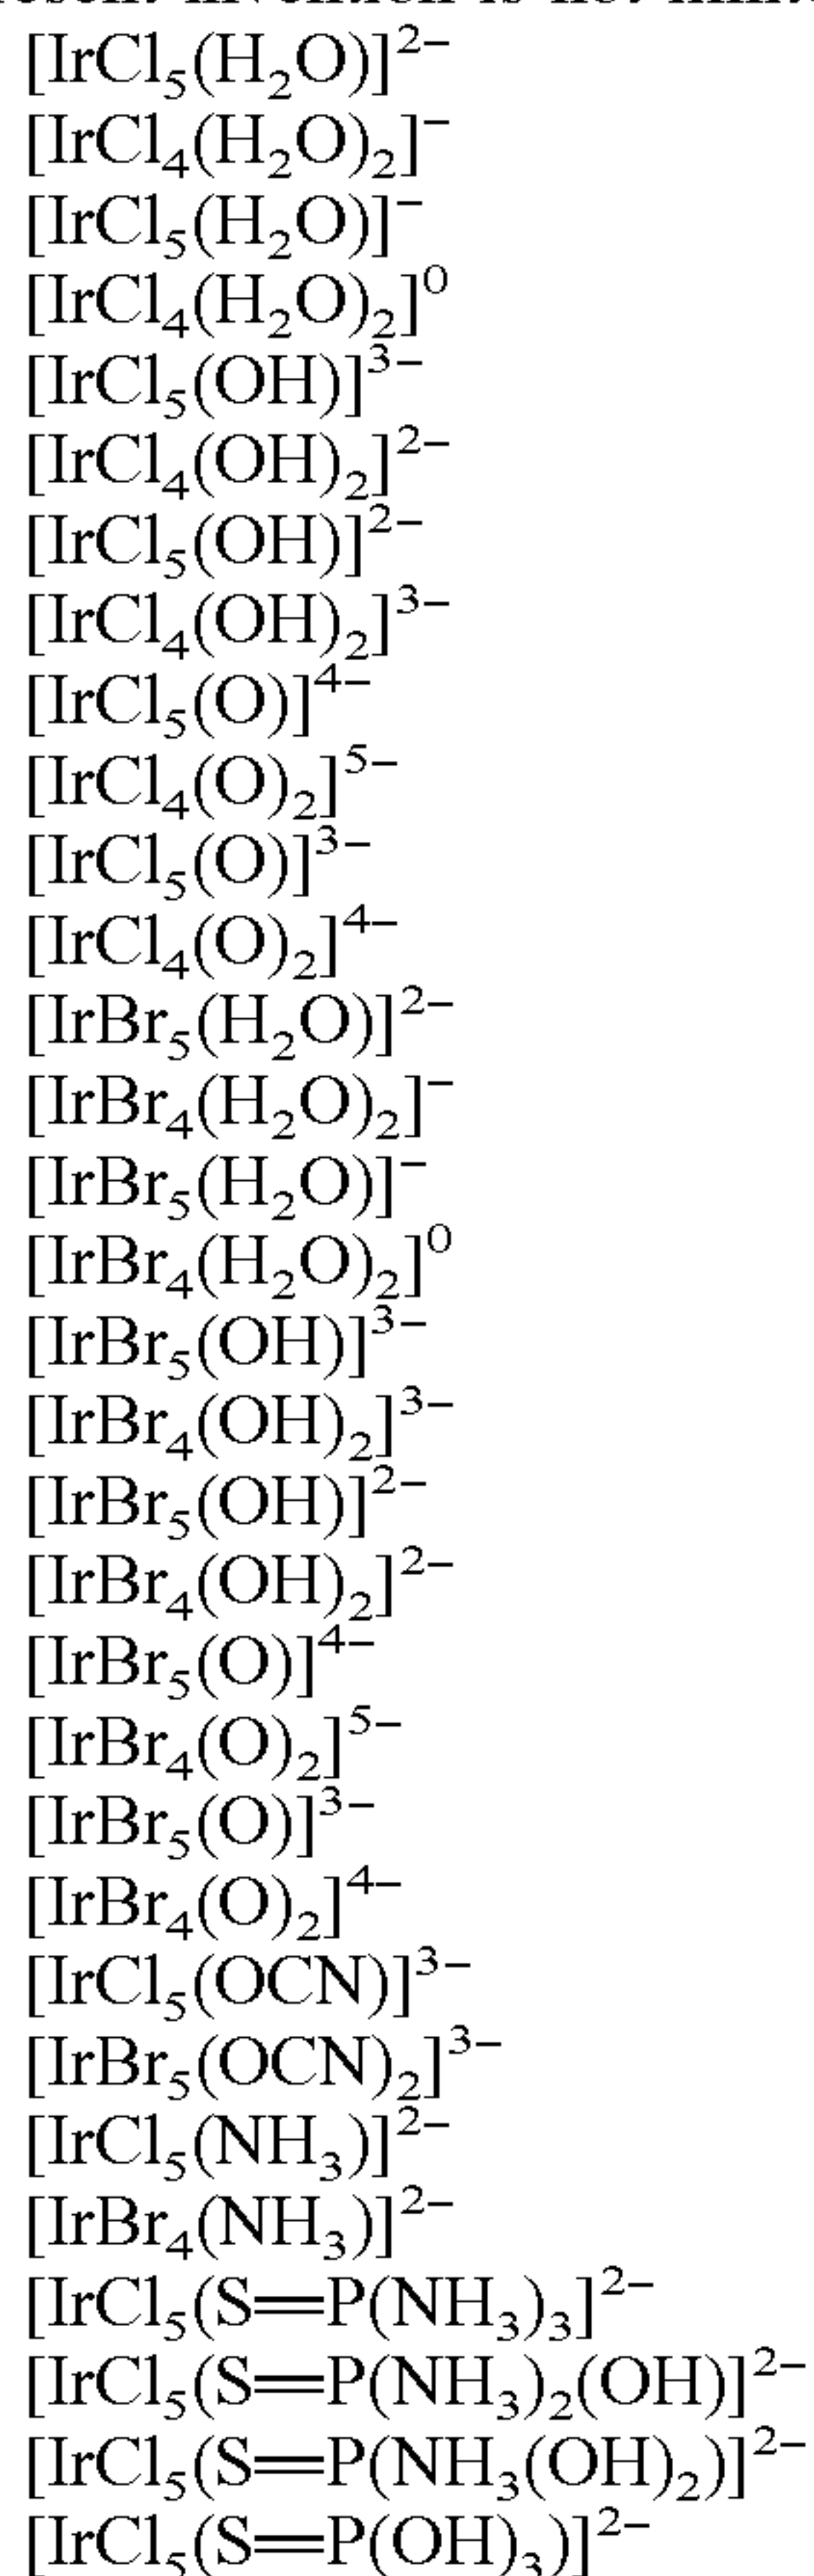 [IrCl₅(H₂O)]²⁻
[IrCl₄(H₂O)₂]⁻
[IrCl₅(H₂O)]⁻
[IrCl₄(H₂O)₂]⁰
[IrCl₅(OH)]³⁻
[IrCl₄(OH)₂]²⁻
[IrCl₅(OH)]²⁻
[IrCl₄(OH)₂]³⁻
[IrCl₅(O)]⁴⁻
[IrCl₄(O)₂]⁵⁻
[IrCl₅(O)]³⁻
[IrCl₄(O)₂]⁴⁻
[IrBr₅(H₂O)]²⁻
[IrBr₄(H₂O)₂]⁻
[IrBr₅(H₂O)]⁻
[IrBr₄(H₂O)₂]⁰
[IrBr₅(OH)]³⁻
[IrBr₄(OH)₂]³⁻
[IrBr₅(OH)]²⁻
[IrBr₄(OH)₂]²⁻
[IrBr₅(O)]⁴⁻
[IrBr₄(O)₂]⁵⁻
[IrBr₅(O)]³⁻
[IrBr₄(O)₂]⁴⁻
[IrCl₅(OCN)]³⁻
[IrBr₅(OCN)₂]³⁻
[IrCl₅(NH₃)]²⁻
[IrBr₄(NH₃)]²⁻
[IrCl₅(S=P(NH₃)₃]²⁻
[IrCl₅(S=P(NH₃)₂(OH)]²⁻
[IrCl₅(S=P(NH₃(OH)₂)]²⁻
[IrCl₅(S=P(OH)₃)]²⁻